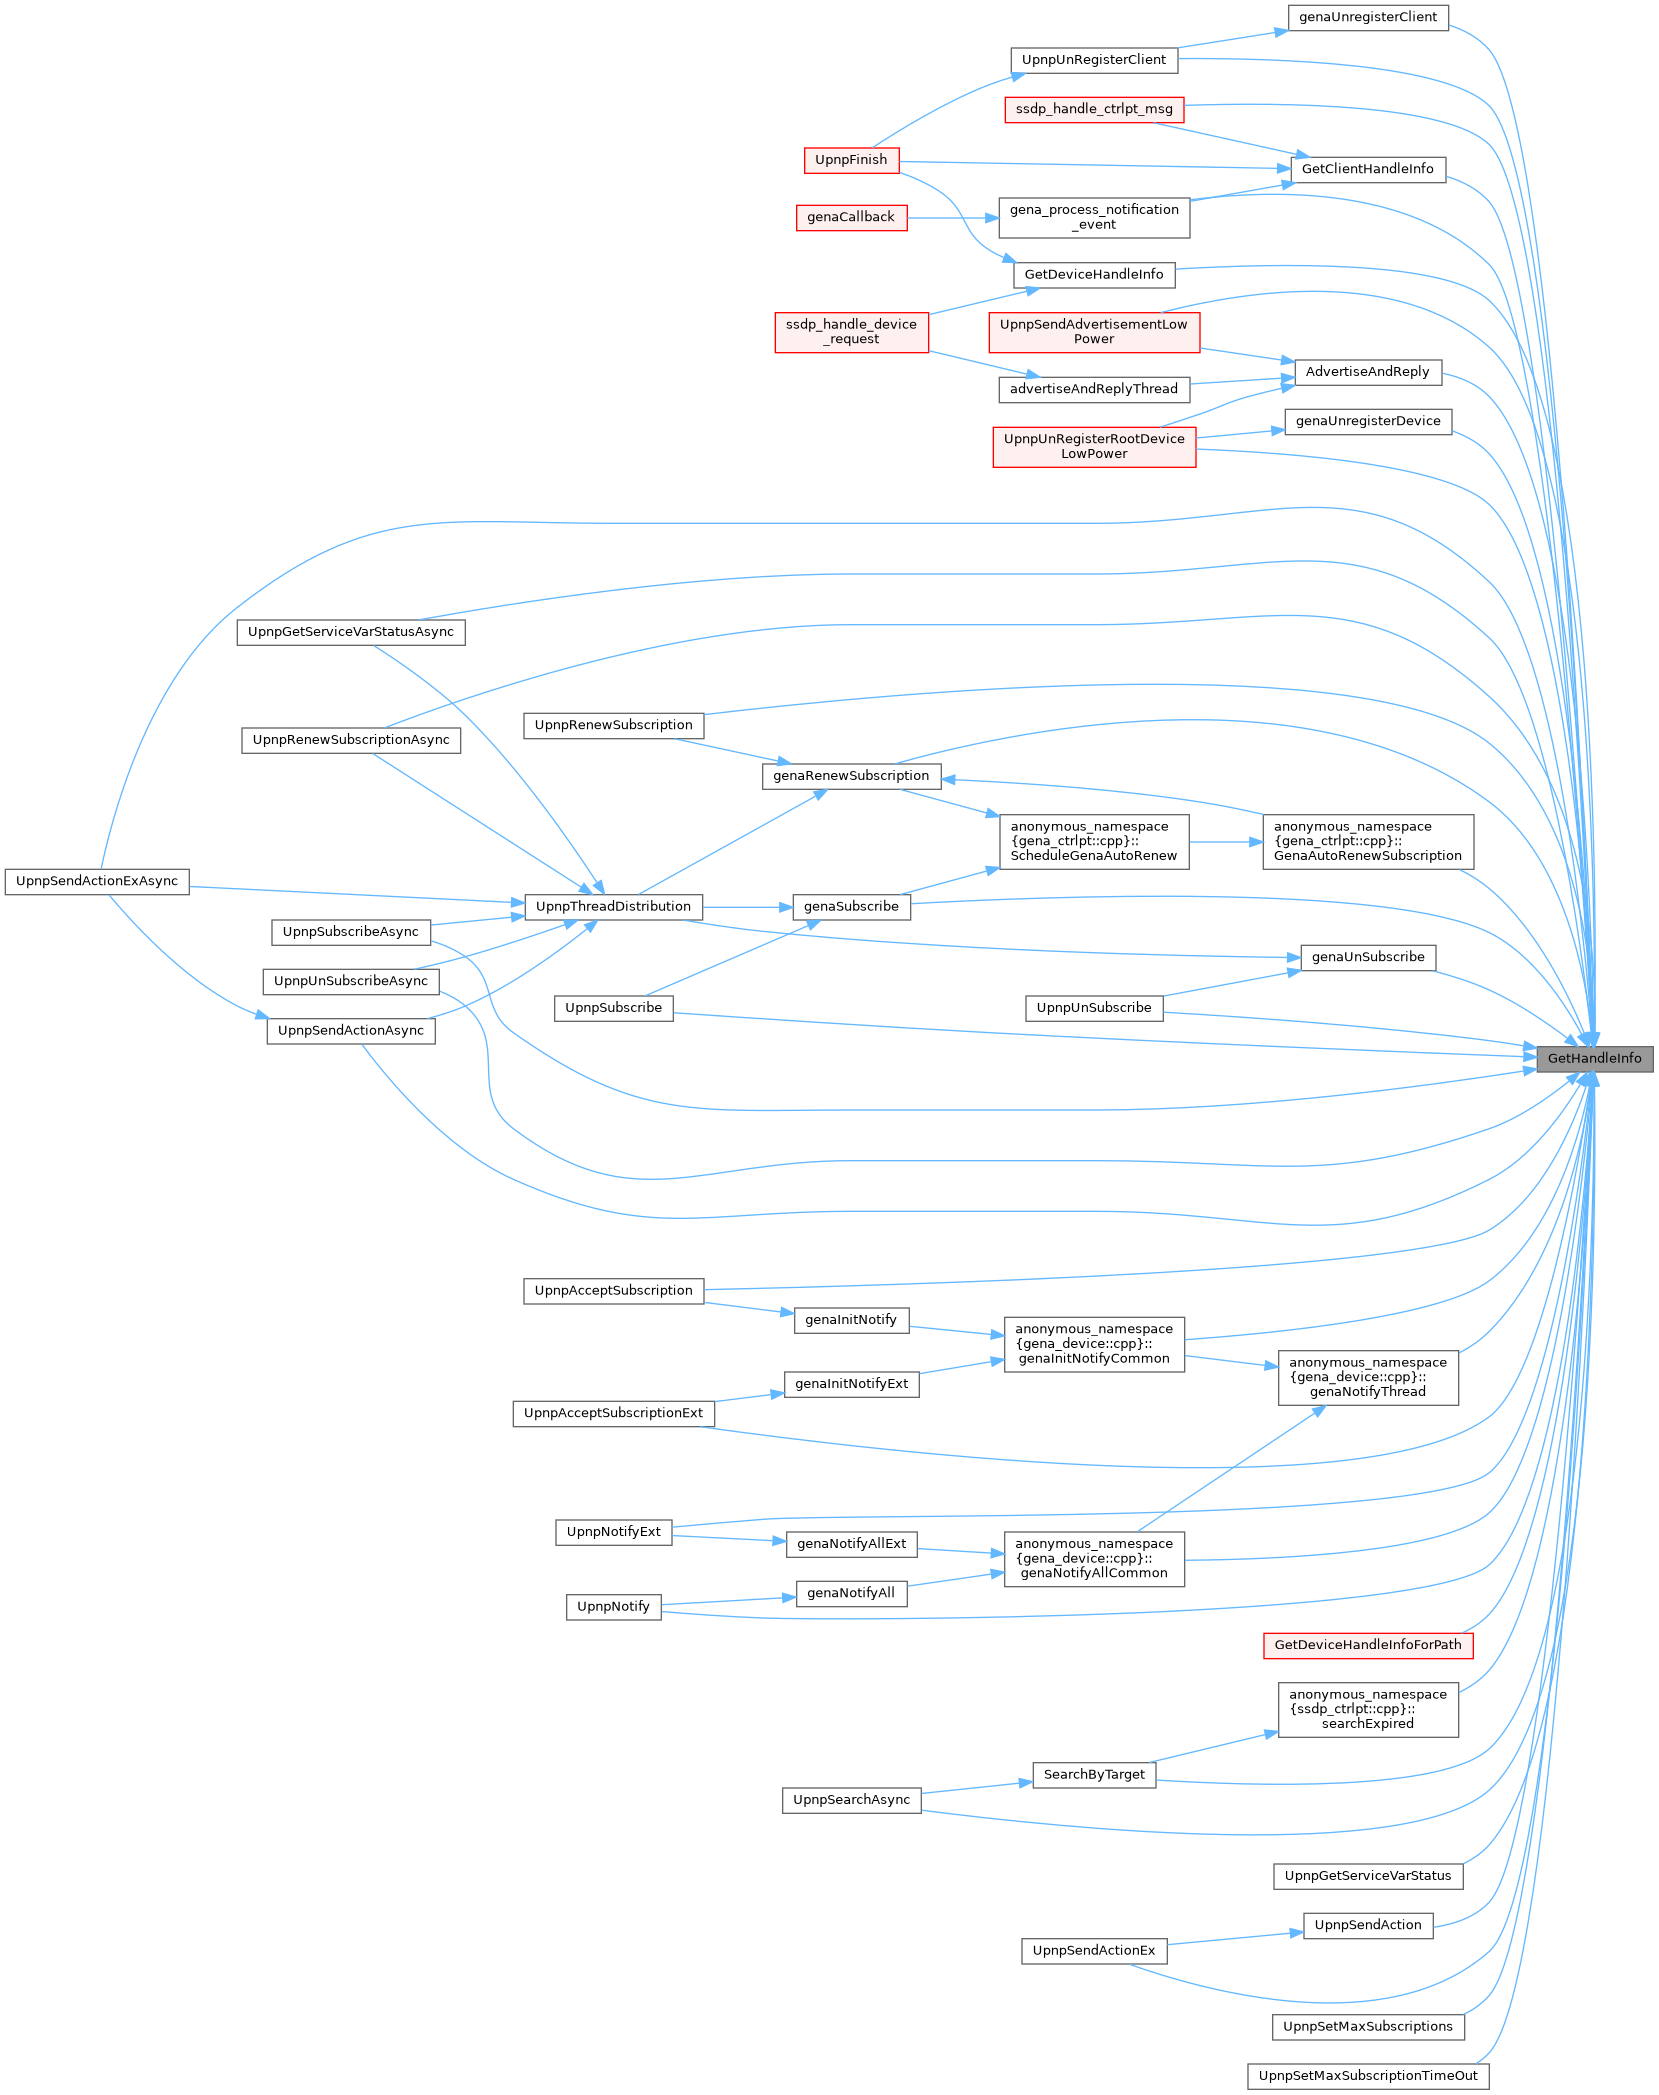 genaUnregisterClient
UpnpUnRegisterClient
ssdp_handle_ctrlpt_msg
UpnpFinish
GetClientHandleInfo
genaCallback
gena_process_notification
_event
GetDeviceHandleInfo
ssdp_handle_device
_request
UpnpSendAdvertisementLow
Power
AdvertiseAndReply
advertiseAndReplyThread
genaUnregisterDevice
UpnpUnRegisterRootDevice
LowPower
UpnpGetServiceVarStatusAsync
UpnpRenewSubscription
UpnpRenewSubscriptionAsync
genaRenewSubscription
anonymous_namespace
{gena_ctrlpt::cpp}::
ScheduleGenaAutoRenew
anonymous_namespace
{gena_ctrlpt::cpp}::
GenaAutoRenewSubscription
UpnpSendActionExAsync
UpnpThreadDistribution
genaSubscribe
UpnpSubscribeAsync
genaUnSubscribe
UpnpUnSubscribeAsync
UpnpSubscribe
UpnpUnSubscribe
UpnpSendActionAsync
GetHandleInfo
UpnpAcceptSubscription
genaInitNotify
anonymous_namespace
{gena_device::cpp}::
genaInitNotifyCommon
anonymous_namespace
{gena_device::cpp}::
genaNotifyThread
genaInitNotifyExt
UpnpAcceptSubscriptionExt
UpnpNotifyExt
genaNotifyAllExt
anonymous_namespace
{gena_device::cpp}::
genaNotifyAllCommon
genaNotifyAll
UpnpNotify
GetDeviceHandleInfoForPath
anonymous_namespace
{ssdp_ctrlpt::cpp}::
searchExpired
SearchByTarget
UpnpSearchAsync
UpnpGetServiceVarStatus
UpnpSendAction
UpnpSendActionEx
UpnpSetMaxSubscriptions
UpnpSetMaxSubscriptionTimeOut